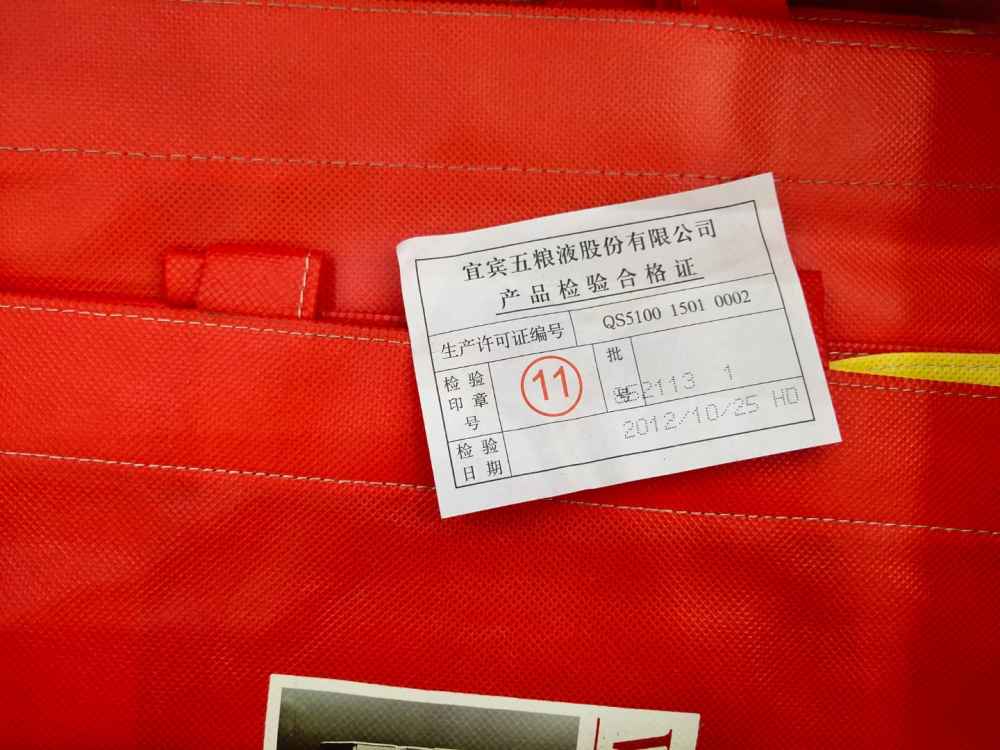 宜宾五粮液股份有限公司
产品检验合格证
生产许可证编号 QS5100 1501 0002
检验印章号 11 批号 352113 1
检验日期 2012/10/25 HD